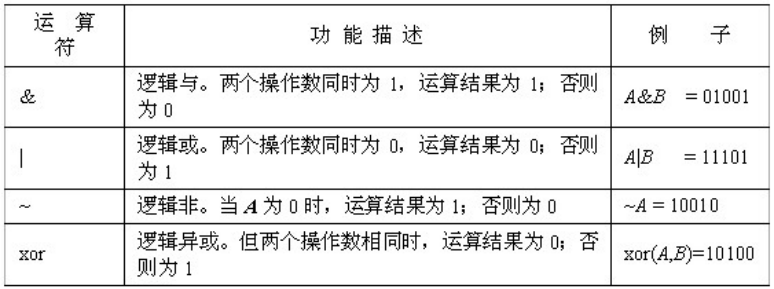 运 算 功 能 描 述 例 子
符
& 逻辑与。两个操作数同时为 1，运算结果为 1；否则 A&B = 01001
为 0
| 逻辑或。两个操作数同时为 0，运算结果为 0；否则 A|B = 11101
为 1
~ 逻辑非。当 A 为 0 时，运算结果为 1；否则为 0 ~A = 10010
xor 逻辑异或。但两个操作数相同时，运算结果为 0；否 xor(A,B)=10100
则为 1